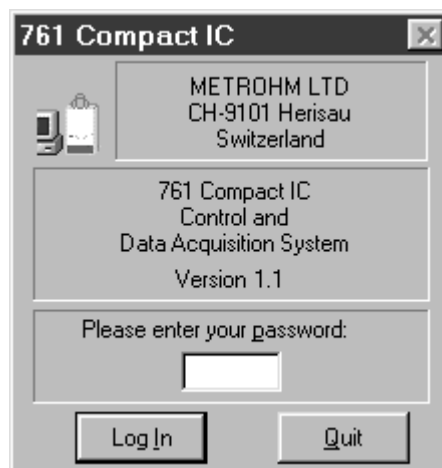 761 Compact IC
METROHM LTD
CH-9101 Herisau
Switzerland
761 Compact IC
Control and
Data Acquisition System
Version 1.1
Please enter your password:
Log In
Quit